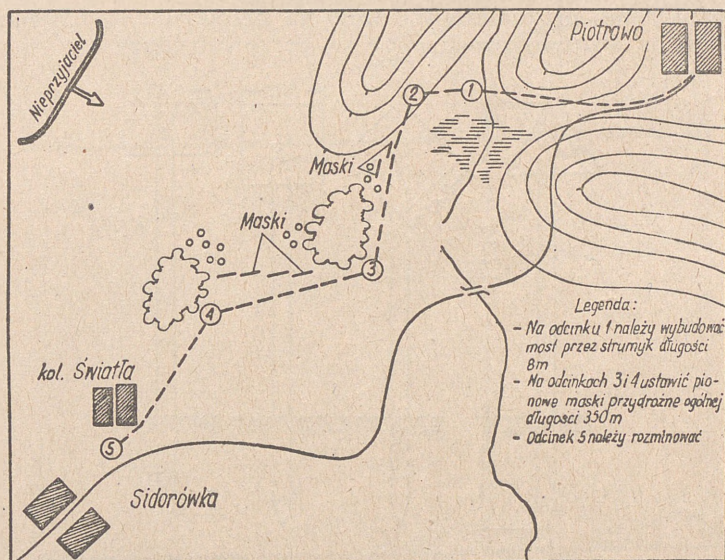 Piotrowo
Nieprzyjaciel
2
1
Maski
Maski
3
4
kol. Światła
5
Sidorówka
Legenda:
- Na odcinku 1 należy wybudować
most przez strumyk długości
8m
- Na odcinkach 3 i 4 ustawić pio-
nowe maski przydrożne ogólnej
długości 350 m
- Odcinek 5 należy rozminować